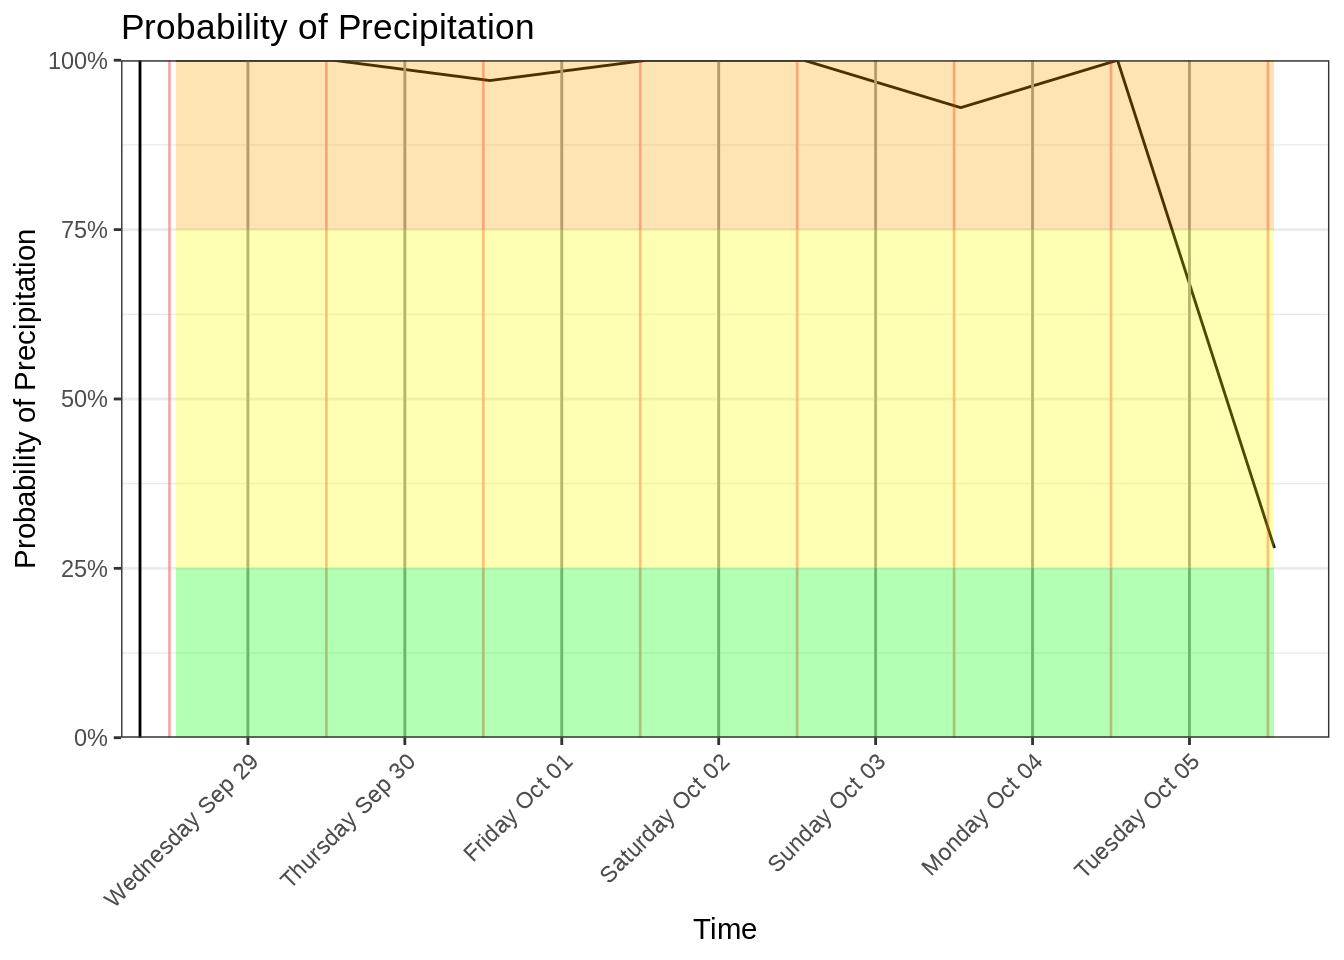 Probability of Precipitation
Probability of Precipitation
100%
75%
50%
25%
0%
Wednesday Sep 29
Thursday Sep 30
Friday Oct 01
Saturday Oct 02
Sunday Oct 03
Monday Oct 04
Tuesday Oct 05
Time